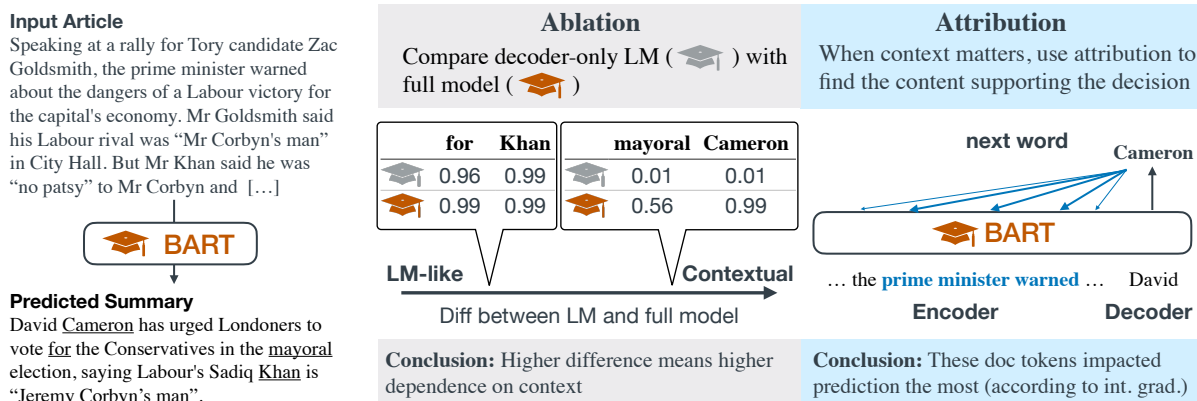 Input Article
Speaking at a rally for Tory candidate Zac
Goldsmith, the prime minister warned
about the dangers of a Labour victory for
the capital's economy. Mr Goldsmith said
his Labour rival was “Mr Corbyn's man”
in City Hall. But Mr Khan said he was
“no patsy” to Mr Corbyn and […]
BART
Predicted Summary
David Cameron has urged Londoners to
vote for the Conservatives in the mayoral
election, saying Labour's Sadiq Khan is
“Jeremy Corbyn’s man”.
Ablation
Compare decoder-only LM ( ) with
full model ( )
for Khan
0.96 0.99
0.99 0.99
mayoral Cameron
0.01 0.01
0.56 0.99
LM-like Contextual
Diff between LM and full model
Conclusion: Higher difference means higher
dependence on context
Attribution
When context matters, use attribution to
find the content supporting the decision
next word
Cameron
BART
… the prime minister warned … David
Encoder Decoder
Conclusion: These doc tokens impacted
prediction the most (according to int. grad.)